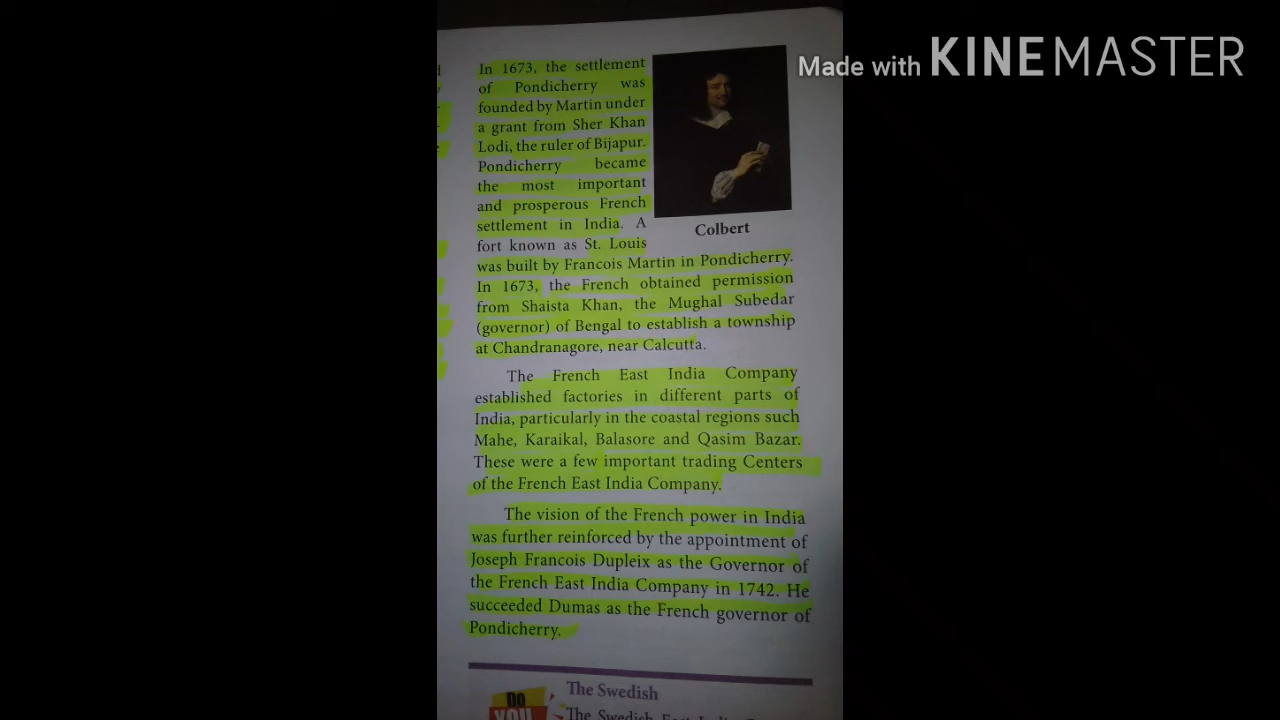 Made with KINEMASTER
In 1673, the settlement
of Pondicherry was
founded by Martin under
a grant from Sher Khan
Lodi, the ruler of Bijapur.
Pondicherry became
the most important
and prosperous French
settlement in India. A
fort known as St. Louis
Colbert
was built by Francois Martin in Pondicherry.
In 1673, the French obtained permission
from Shaista Khan, the Mughal Subedar
(governor) of Bengal to establish a township
at Chandranagore, near Calcutta.
The French East India Company
established factories in different parts of
India, particularly in the coastal regions such
Mahe, Karaikal, Balasore and Qasim Bazar.
These were a few important trading Centers
of the French East India Company.
The vision of the French power in India
was further reinforced by the appointment of
Joseph Francois Dupleix as the Governor of
the French East India Company in 1742. He
succeeded Dumas as the French governor of
Pondicherry.
DO
YOU
The Swedish
The Swedish East